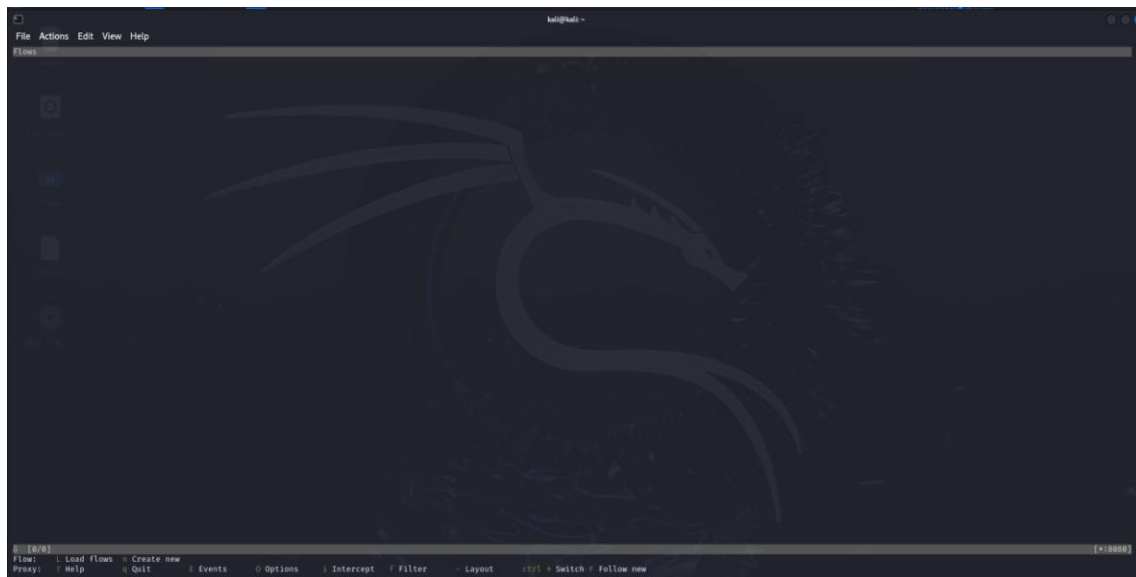 kali@kali: ~
File Actions Edit View Help
Flows
[0/0] [*:8080]
Flow: L Load flows n Create new
Proxy: ? Help q Quit E Events O Options i Intercept f Filter - Layout ctrl → Switch F Follow new